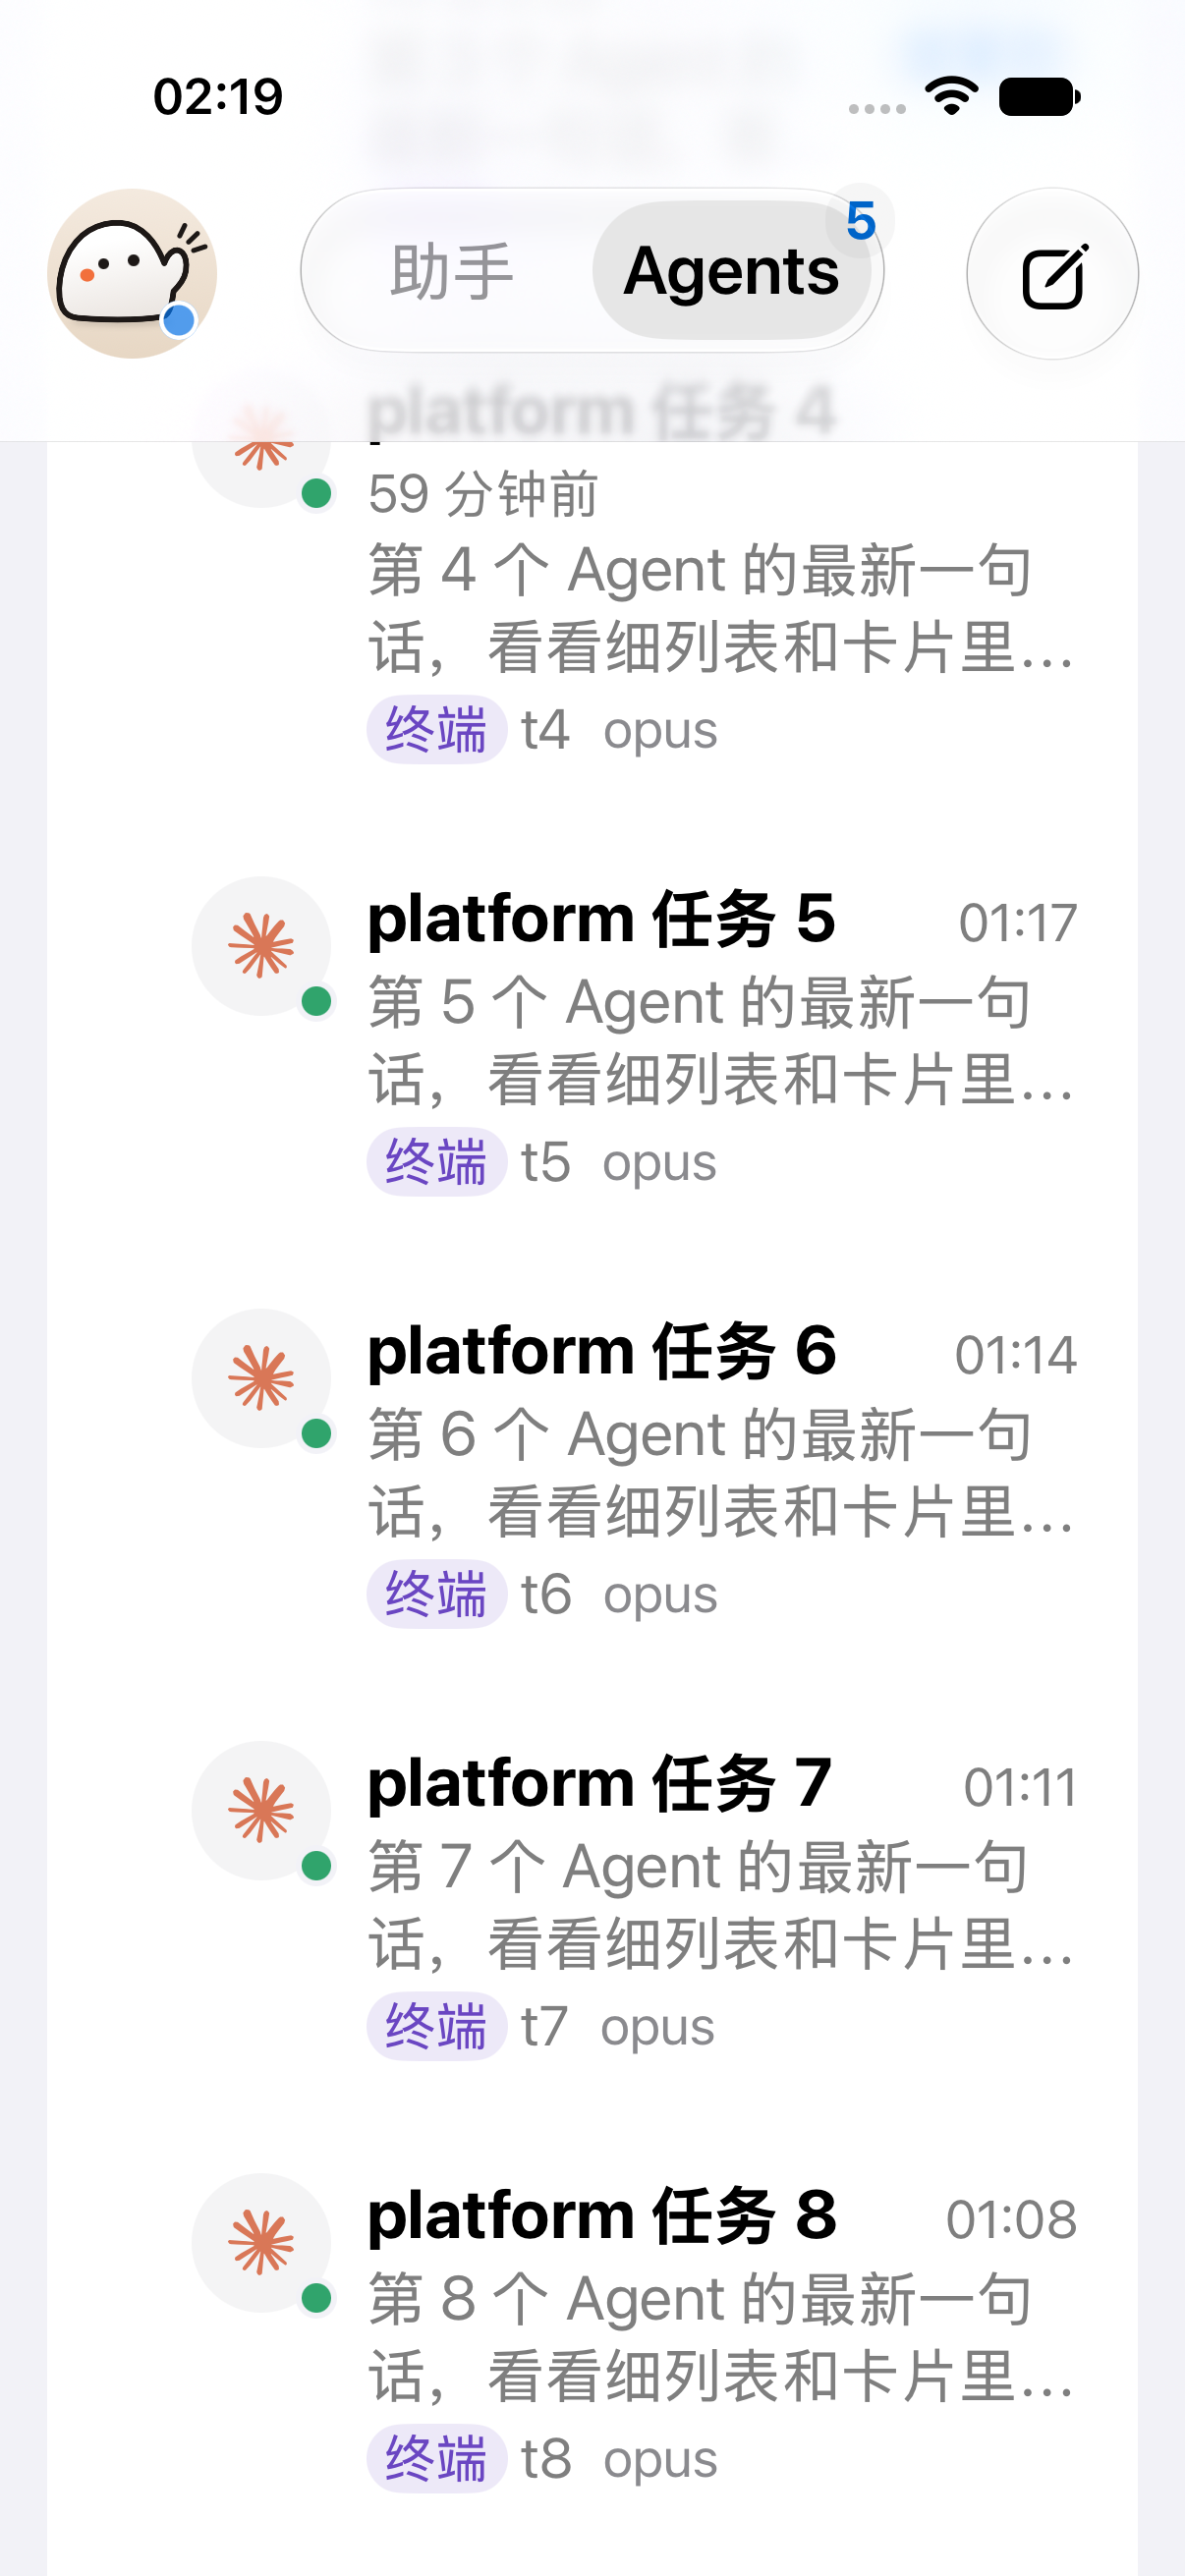 02:19
助手
Agents
5
platform 任务 4
59 分钟前
第 4 个 Agent 的最新一句
话，看看细列表和卡片里...
终端 t4 opus
platform 任务 5 01:17
第 5 个 Agent 的最新一句
话，看看细列表和卡片里...
终端 t5 opus
platform 任务 6 01:14
第 6 个 Agent 的最新一句
话，看看细列表和卡片里...
终端 t6 opus
platform 任务 7 01:11
第 7 个 Agent 的最新一句
话，看看细列表和卡片里...
终端 t7 opus
platform 任务 8 01:08
第 8 个 Agent 的最新一句
话，看看细列表和卡片里...
终端 t8 opus